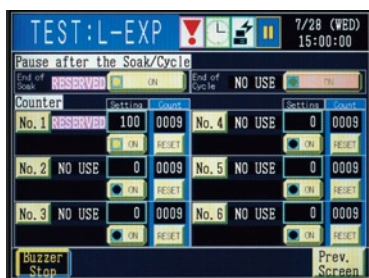 TEST:L-EXP 7/28 (WED)
15:00:00
Pause after the Soak/Cycle
End of Soak RESERVED ON End of Cycle NO USE ON
Counter Setting Count Setting Count
No.1 RESERVED 100 0009 No.4 NO USE 0 0009
ON RESET ON RESET
No.2 NO USE 0 0009 No.5 NO USE 0 0009
ON RESET ON RESET
No.3 NO USE 0 0009 No.6 NO USE 0 0009
ON RESET ON RESET
Buzzer Stop Prev. Screen